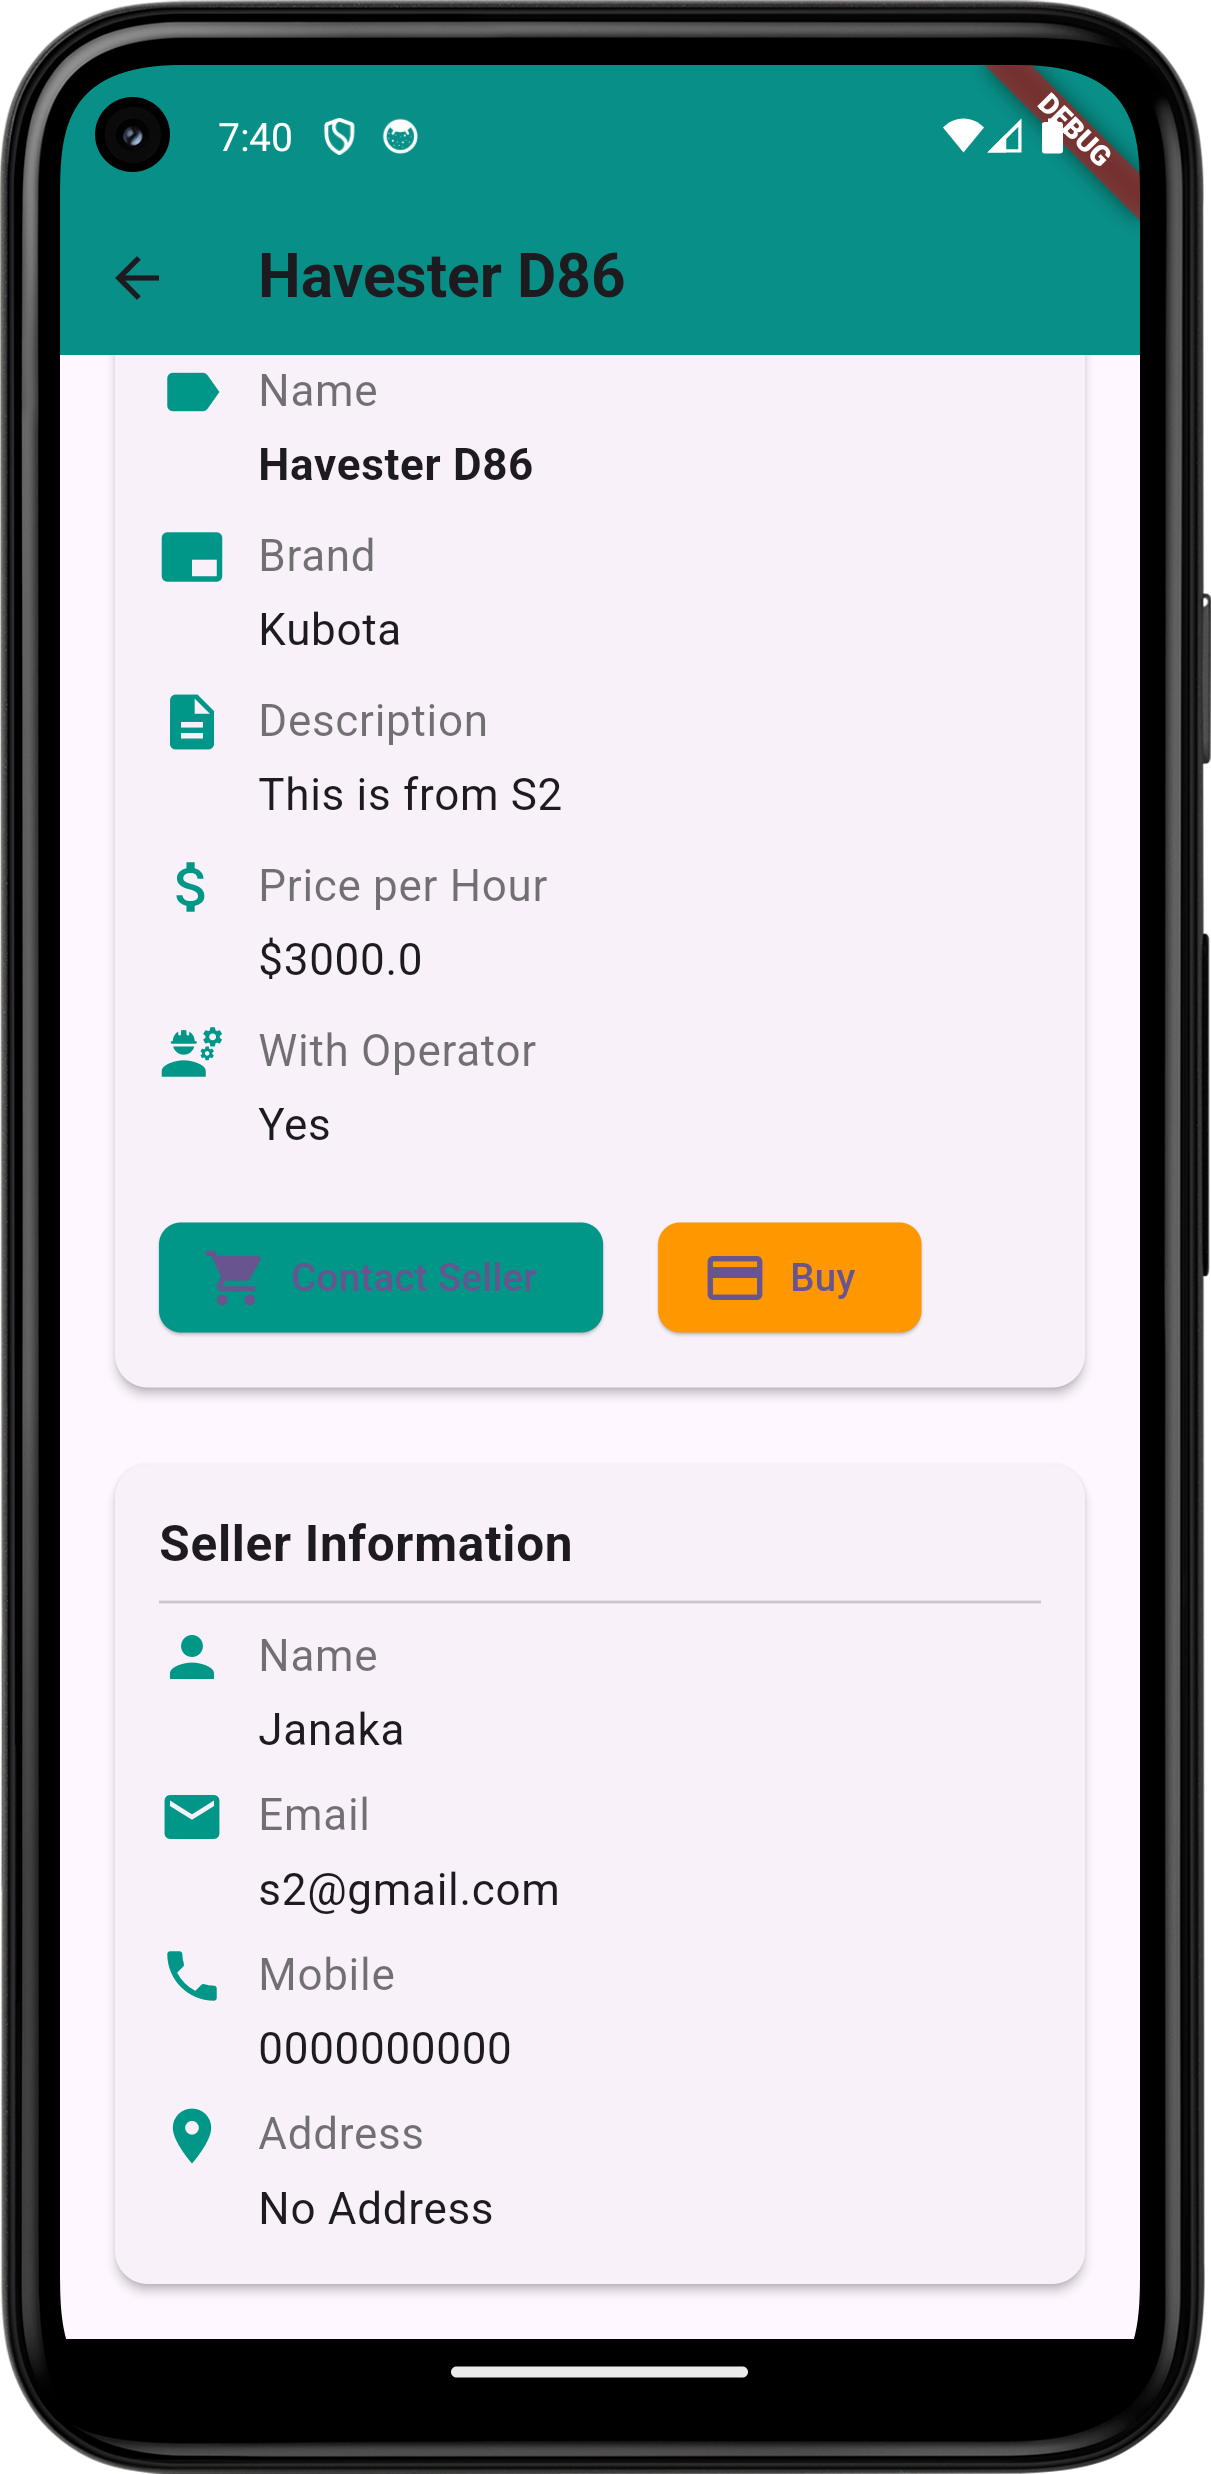 7:40
DEBUG
Havester D86
Name
Havester D86
Brand
Kubota
Description
This is from S2
Price per Hour
$3000.0
With Operator
Yes
Contact Seller
Buy
Seller Information
Name
Janaka
Email
s2@gmail.com
Mobile
0000000000
Address
No Address